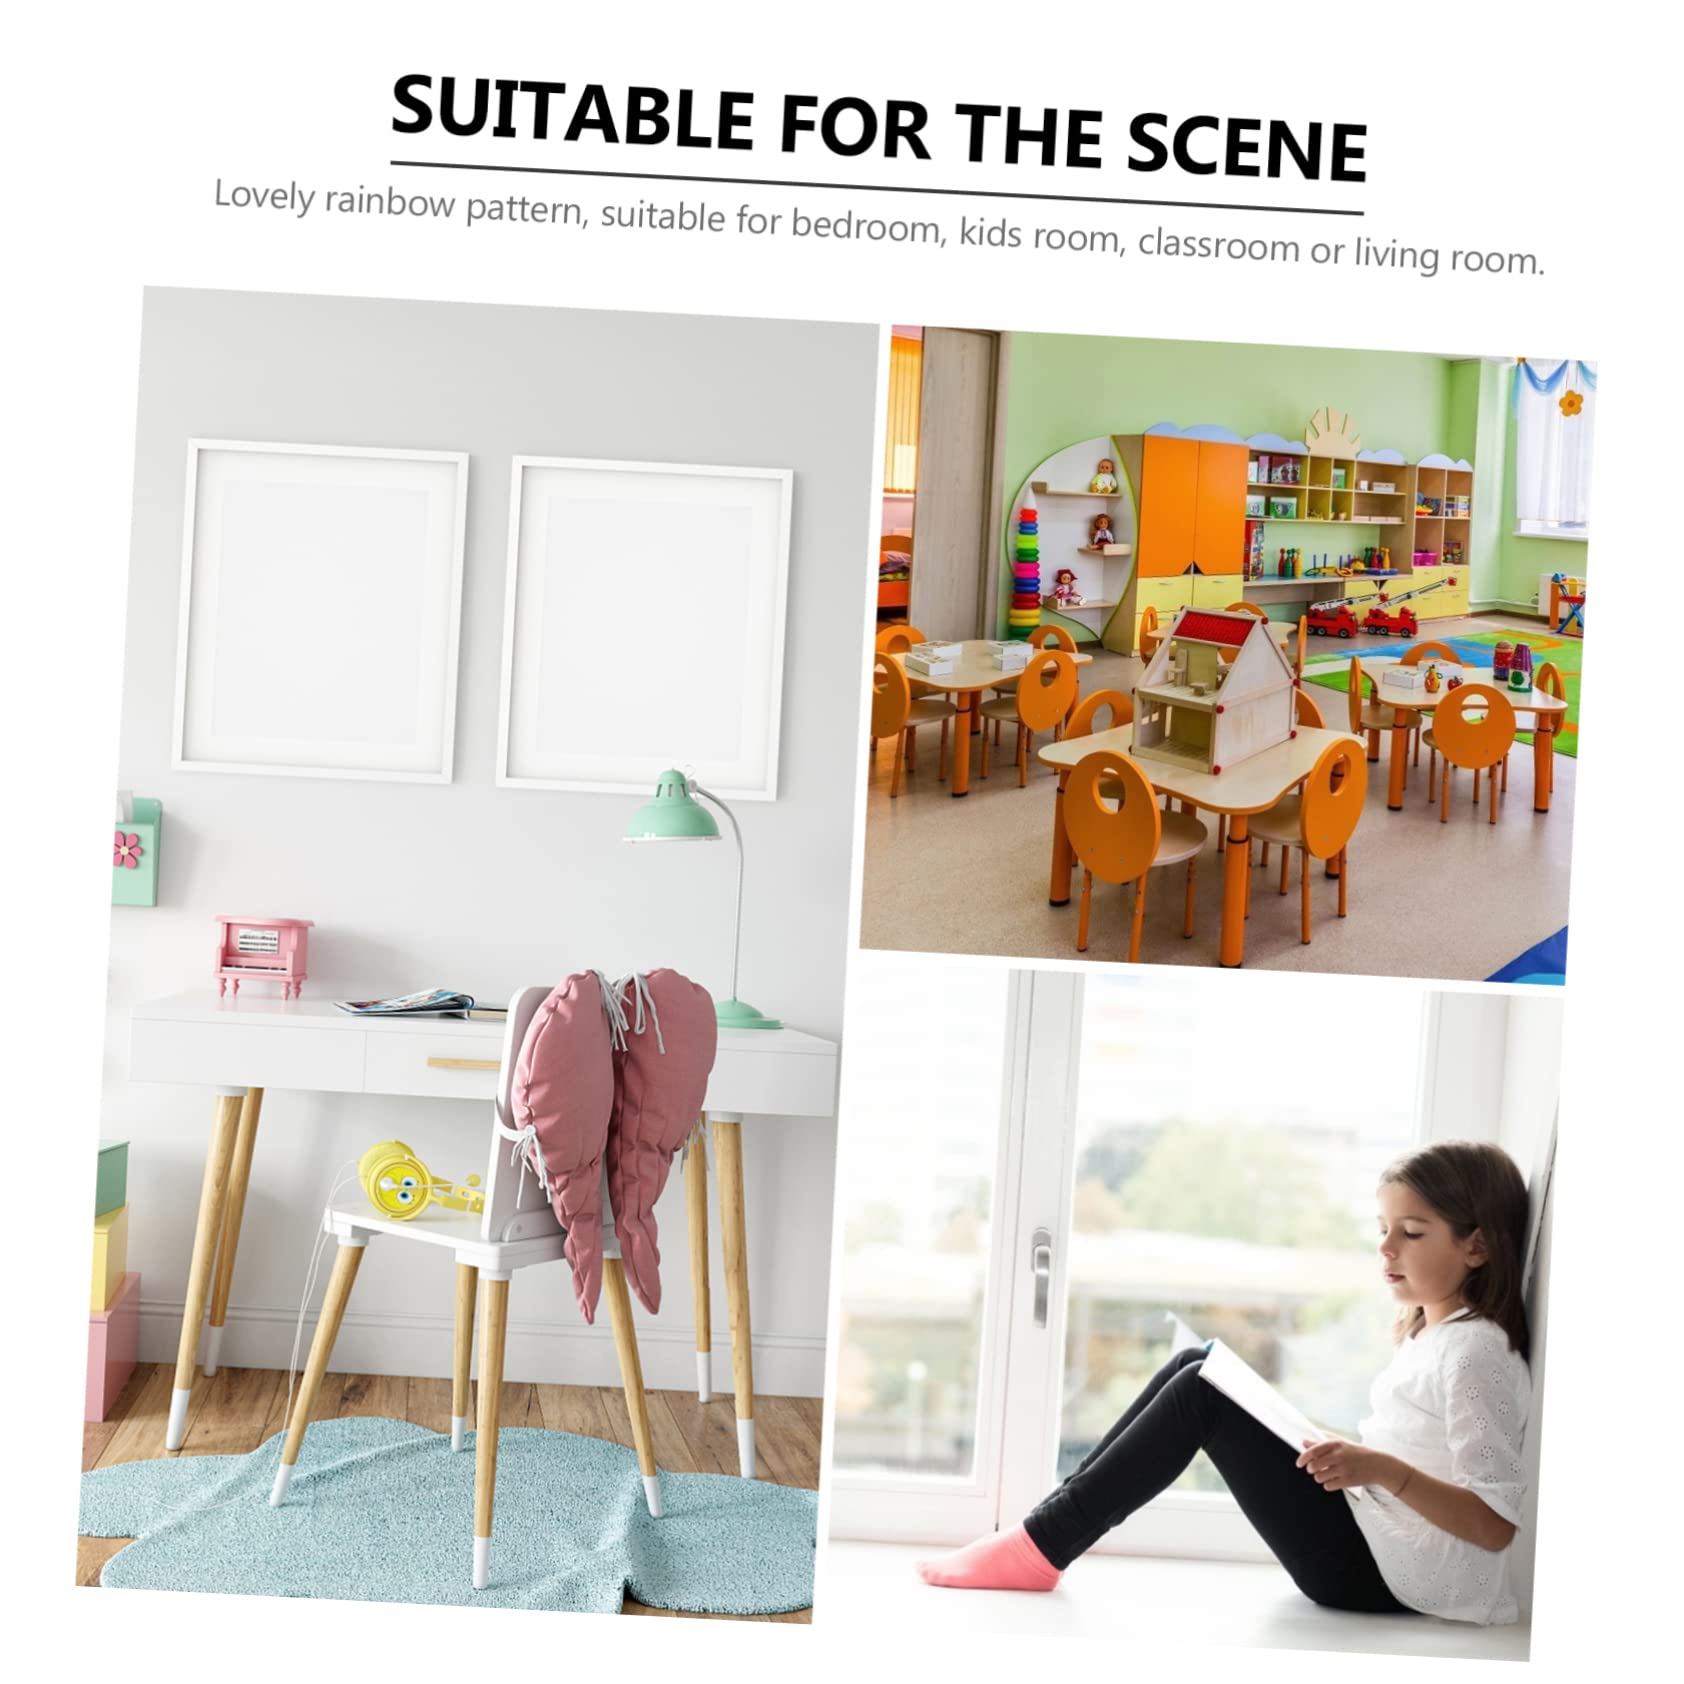 SUITABLE FOR THE SCENE
Lovely rainbow pattern, suitable for bedroom, kids room, classroom or living room.